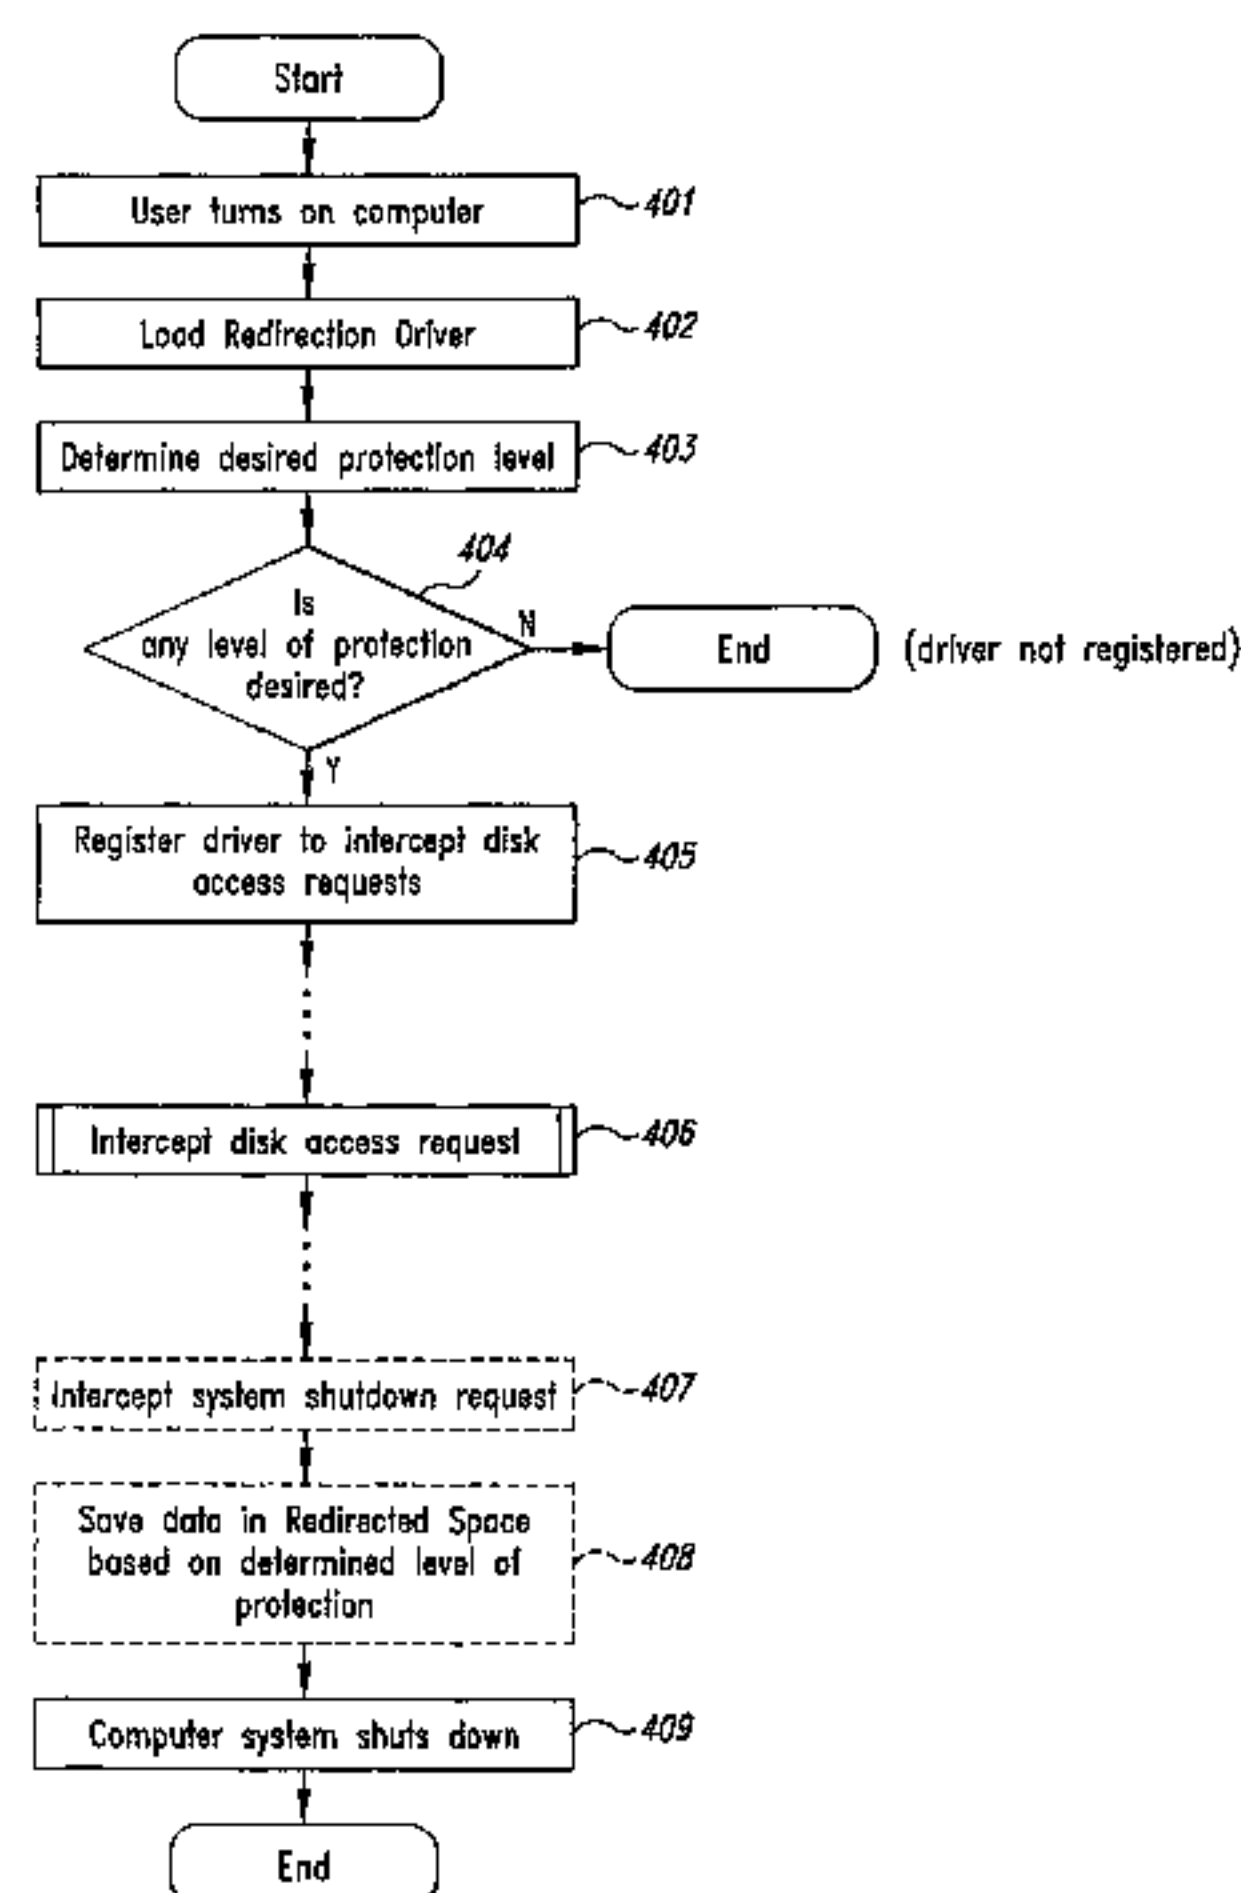 Start
User turns on computer
401
Load Redirection Driver
402
Determine desired protection level
403
404
Is
any level of protection
desired?
N
End
(driver not registered)
Y
Register driver to intercept disk
access requests
405
Intercept disk access request
406
Intercept system shutdown request
407
Save data in Redirected Space
based on determined level of
protection
408
Computer system shuts down
409
End